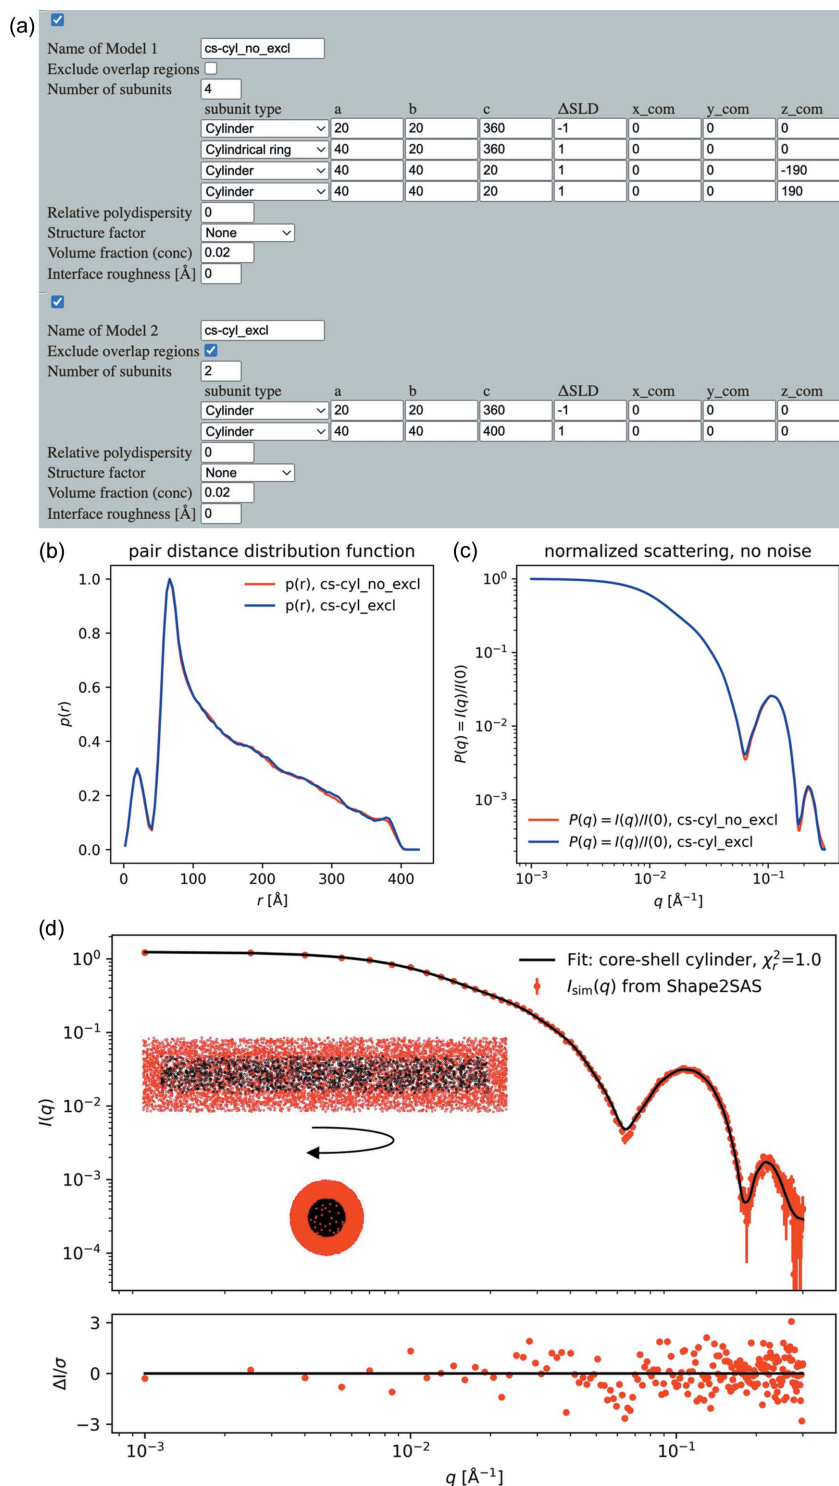 (a)
Name of Model 1 cs-cyl_no_excl
Exclude overlap regions
Number of subunits 4
subunit type a b c ΔSLD x_com y_com z_com
Cylinder 20 20 360 -1 0 0 0
Cylindrical ring 40 20 360 1 0 0 0
Cylinder 40 40 20 1 0 0 -190
Cylinder 40 40 20 1 0 0 190
Relative polydispersity 0
Structure factor None
Volume fraction (conc) 0.02
Interface roughness [Å] 0
Name of Model 2 cs-cyl_excl
Exclude overlap regions
Number of subunits 2
subunit type a b c ΔSLD x_com y_com z_com
Cylinder 20 20 360 -1 0 0 0
Cylinder 40 40 400 1 0 0 0
Relative polydispersity 0
Structure factor None
Volume fraction (conc) 0.02
Interface roughness [Å] 0
(b) pair distance distribution function
p(r), cs-cyl_no_excl
p(r), cs-cyl_excl
p(r)
1.0
0.8
0.6
0.4
0.2
0.0
0 100 200 300 400
r [Å]
(c) normalized scattering, no noise
P(q) = I(q)/I(0)
10⁰
10⁻¹
10⁻²
10⁻³
P(q) = I(q)/I(0), cs-cyl_no_excl
P(q) = I(q)/I(0), cs-cyl_excl
10⁻³ 10⁻² 10⁻¹
q [Å⁻¹]
(d)
Fit: core-shell cylinder, χᵣ²=1.0
I_sim(q) from Shape2SAS
I(q)
10⁰
10⁻¹
10⁻²
10⁻³
10⁻⁴
ΔI/σ
3
0
−3
10⁻³ 10⁻² 10⁻¹
q [Å⁻¹]